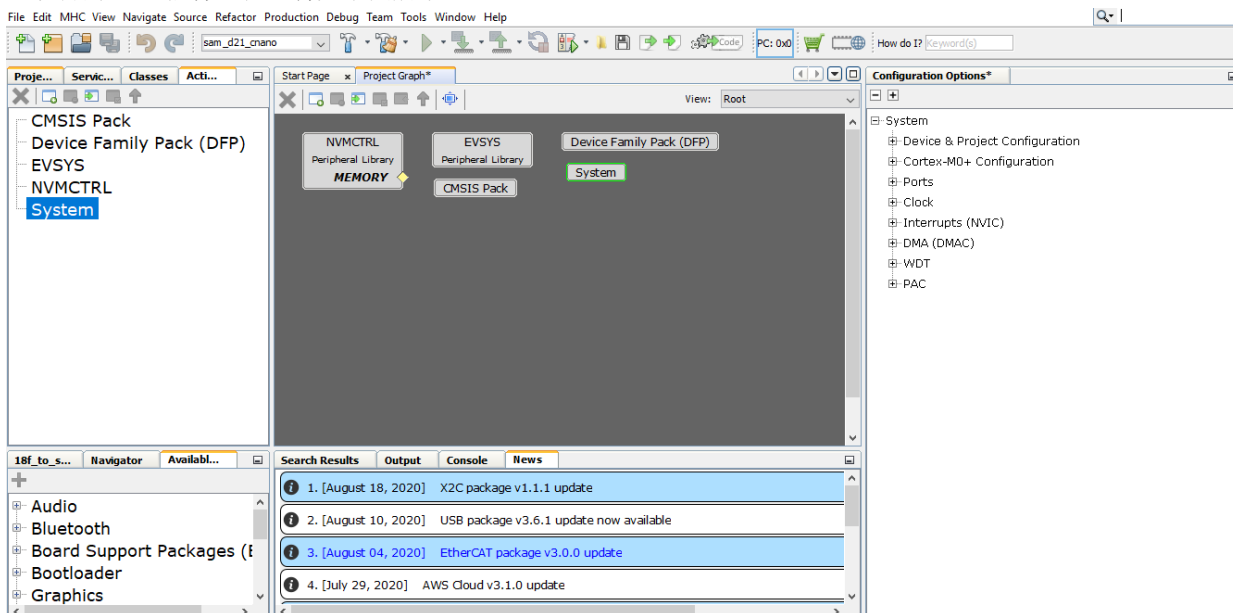 File Edit MHC View Navigate Source Refactor Production Debug Team Tools Window Help
sam_d21_cnano
Code
PC: 0x0
How do I? Keyword(s)
Proje... Servic... Classes Acti...
CMSIS Pack
Device Family Pack (DFP)
EVSYS
NVMCTRL
System
Start Page x Project Graph*
View: Root
NVMCTRL
Peripheral Library
MEMORY
EVSYS
Peripheral Library
CMSIS Pack
Device Family Pack (DFP)
System
Configuration Options*
System
Device & Project Configuration
Cortex-M0+ Configuration
Ports
Clock
Interrupts (NVIC)
DMA (DMAC)
WDT
PAC
18f_to_s... Navigator Availabl...
Audio
Bluetooth
Board Support Packages (
Bootloader
Graphics
Search Results Output Console News
1. [August 18, 2020] X2C package v1.1.1 update
2. [August 10, 2020] USB package v3.6.1 update now available
3. [August 04, 2020] EtherCAT package v3.0.0 update
4. [July 29, 2020] AWS Cloud v3.1.0 update